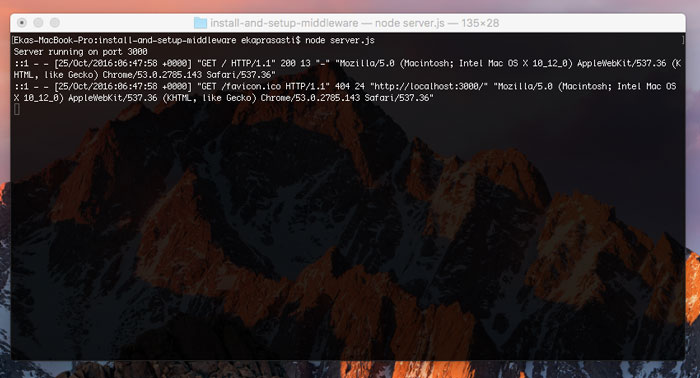 install-and-setup-middleware — node server.js — 135×28
[Ekas-MacBook-Pro:install-and-setup-middleware ekaprasasti$ node server.js
Server running on port 3000
::1 - - [25/Oct/2016:06:47:58 +0000] "GET / HTTP/1.1" 200 13 "-" "Mozilla/5.0 (Macintosh; Intel Mac OS X 10_12_0) AppleWebKit/537.36 (K
HTML, like Gecko) Chrome/53.0.2785.143 Safari/537.36"
::1 - - [25/Oct/2016:06:47:58 +0000] "GET /favicon.ico HTTP/1.1" 404 24 "http://localhost:3000/" "Mozilla/5.0 (Macintosh; Intel Mac OS
X 10_12_0) AppleWebKit/537.36 (KHTML, like Gecko) Chrome/53.0.2785.143 Safari/537.36"